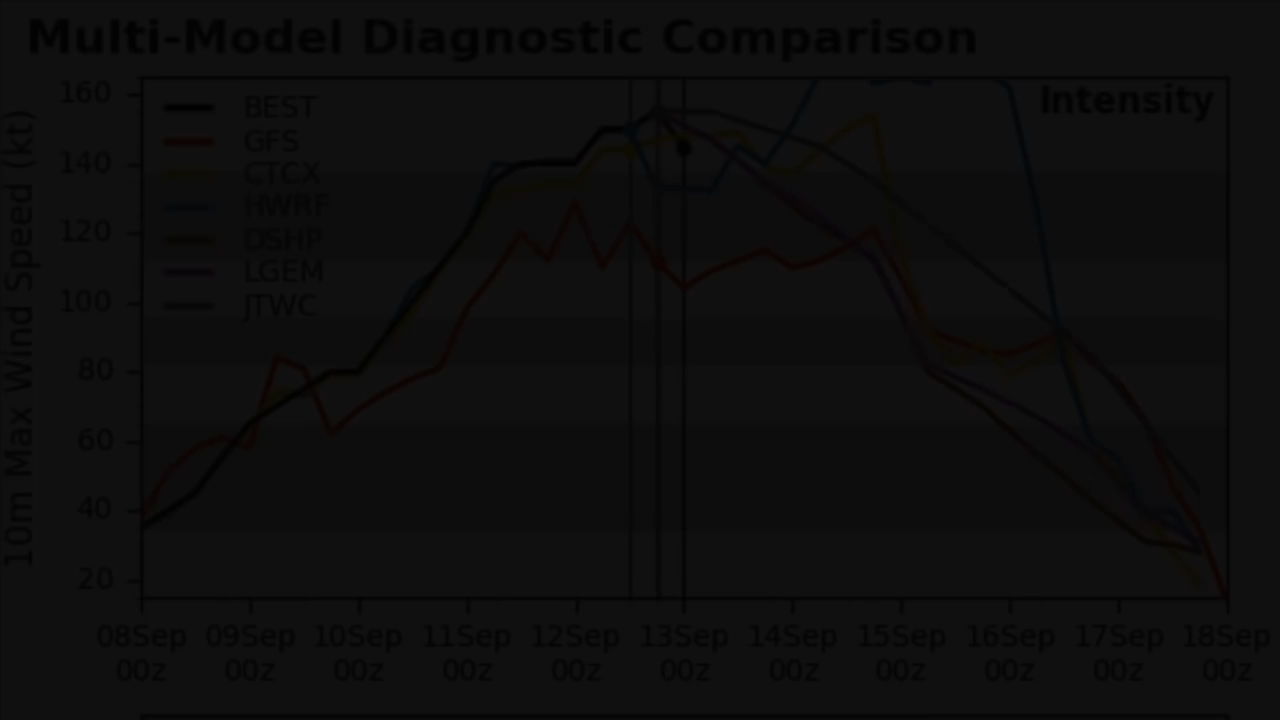 Multi-Model Diagnostic Comparison
Intensity
10m Max Wind Speed (kt)
160
140
120
100
80
60
40
20
BEST
GFS
CTCX
HWRF
DSHP
LGEM
JTWC
08Sep 09Sep 10Sep 11Sep 12Sep 13Sep 14Sep 15Sep 16Sep 17Sep 18Sep
00z 00z 00z 00z 00z 00z 00z 00z 00z 00z 00z